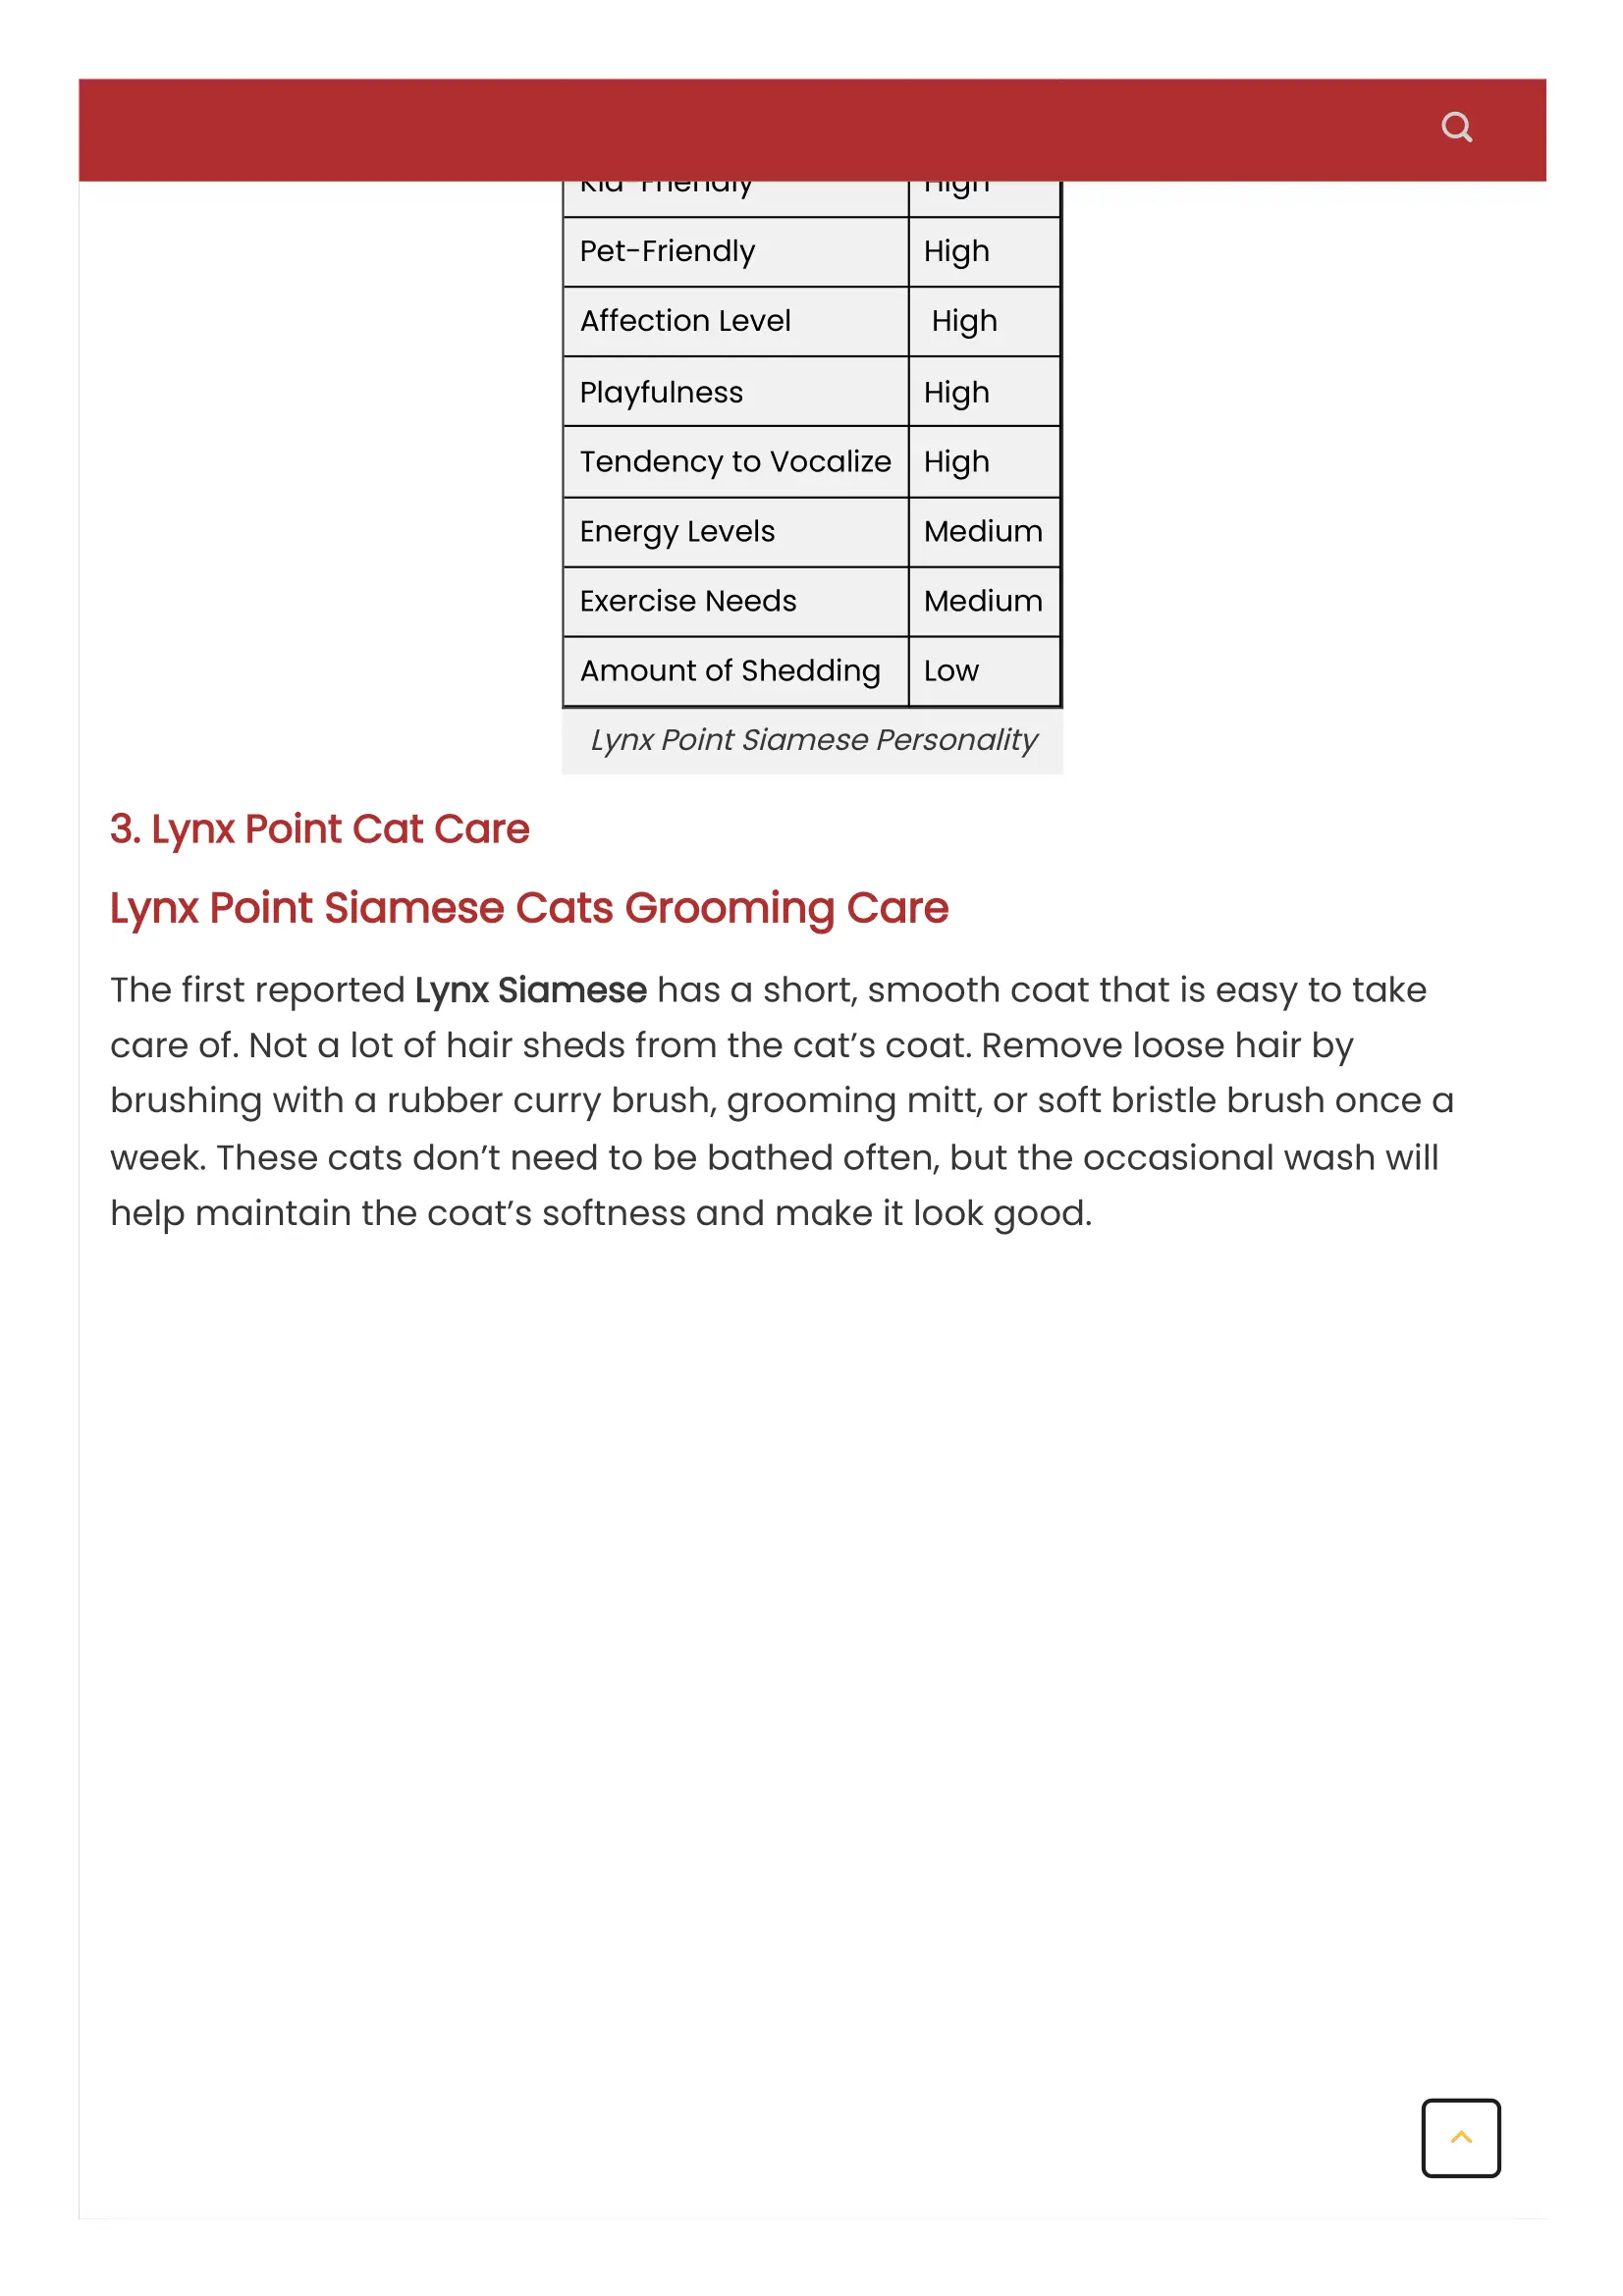 Kid-Friendly High
Pet-Friendly High
Affection Level High
Playfulness High
Tendency to Vocalize High
Energy Levels Medium
Exercise Needs Medium
Amount of Shedding Low
Lynx Point Siamese Personality
3. Lynx Point Cat Care
Lynx Point Siamese Cats Grooming Care
The first reported Lynx Siamese has a short, smooth coat that is easy to take
care of. Not a lot of hair sheds from the cat’s coat. Remove loose hair by
brushing with a rubber curry brush, grooming mitt, or soft bristle brush once a
week. These cats don’t need to be bathed often, but the occasional wash will
help maintain the coat’s softness and make it look good.